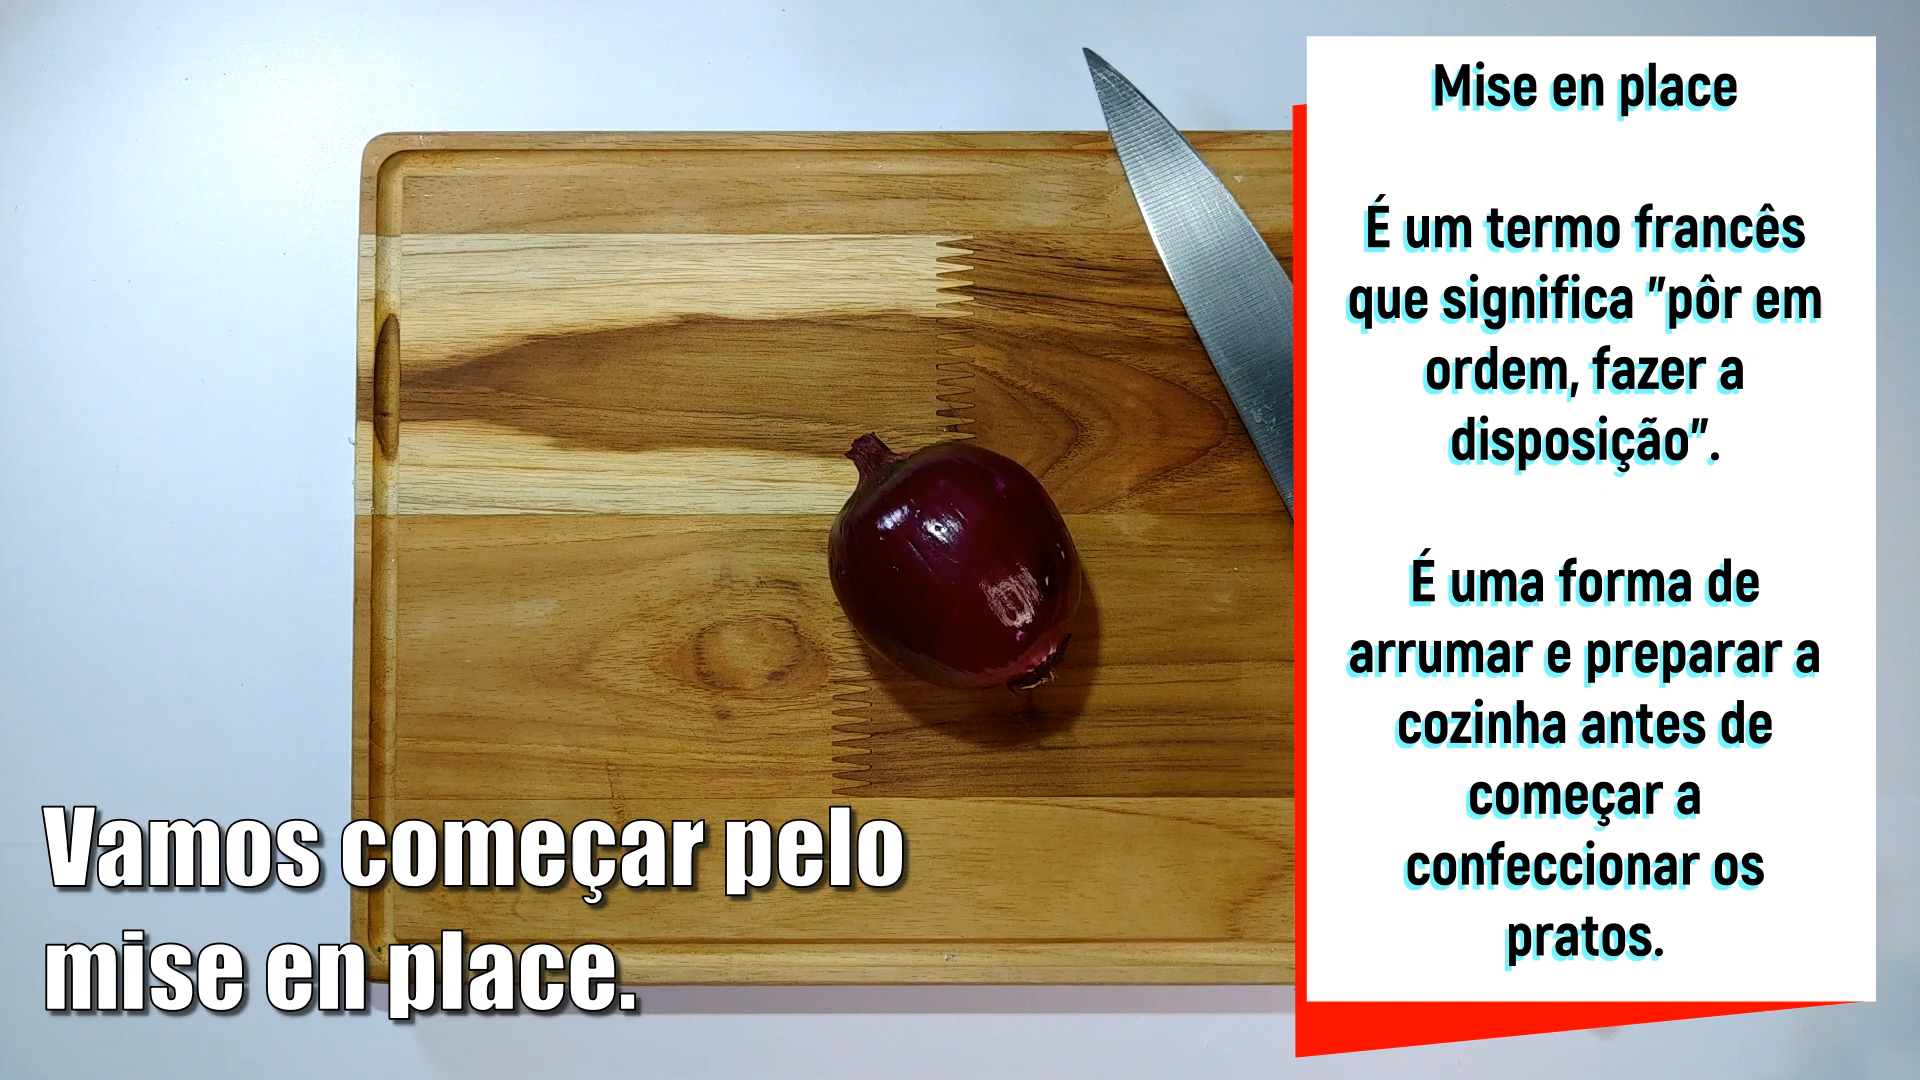 Mise en place
É um termo francês
que significa "pôr em
ordem, fazer a
disposição".
É uma forma de
arrumar e preparar a
cozinha antes de
começar a
confeccionar os
pratos.
Vamos começar pelo
mise en place.